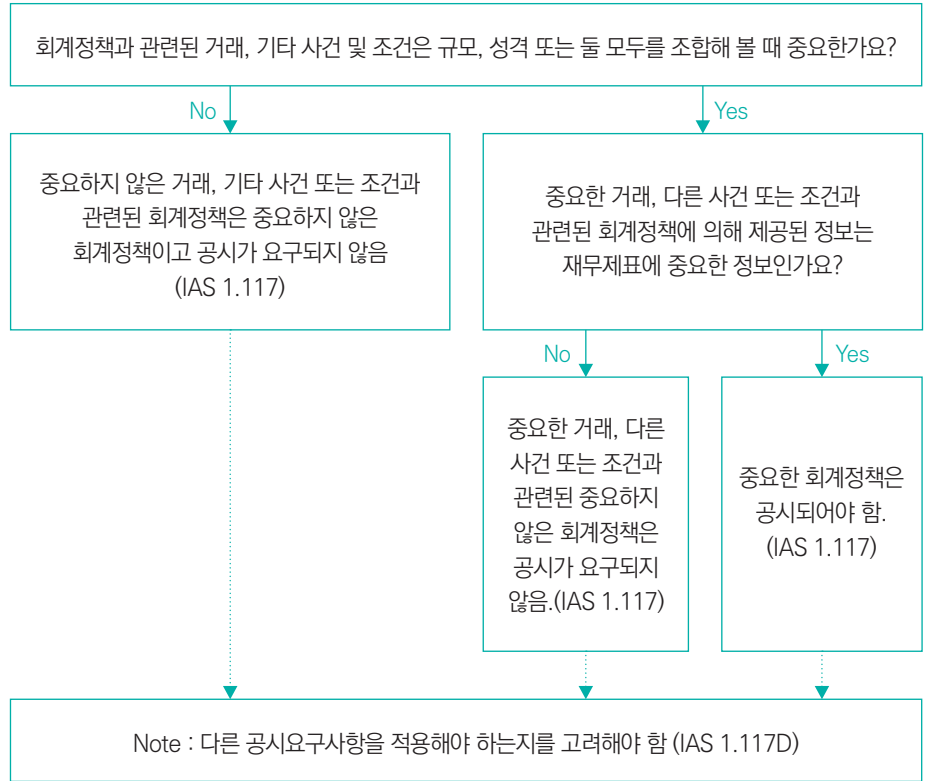 회계정책과 관련된 거래, 기타 사건 및 조건은 규모, 성격 또는 둘 모두를 조합해 볼 때 중요한가요?
No
Yes
중요하지 않은 거래, 기타 사건 또는 조건과
관련된 회계정책은 중요하지 않은
회계정책이고 공시가 요구되지 않음
(IAS 1.117)
중요한 거래, 다른 사건 또는 조건과
관련된 회계정책에 의해 제공된 정보는
재무제표에 중요한 정보인가요?
No
Yes
중요한 거래, 다른
사건 또는 조건과
관련된 중요하지
않은 회계정책은
공시가 요구되지
않음.(IAS 1.117)
중요한 회계정책은
공시되어야 함.
(IAS 1.117)
Note : 다른 공시요구사항을 적용해야 하는지를 고려해야 함 (IAS 1.117D)